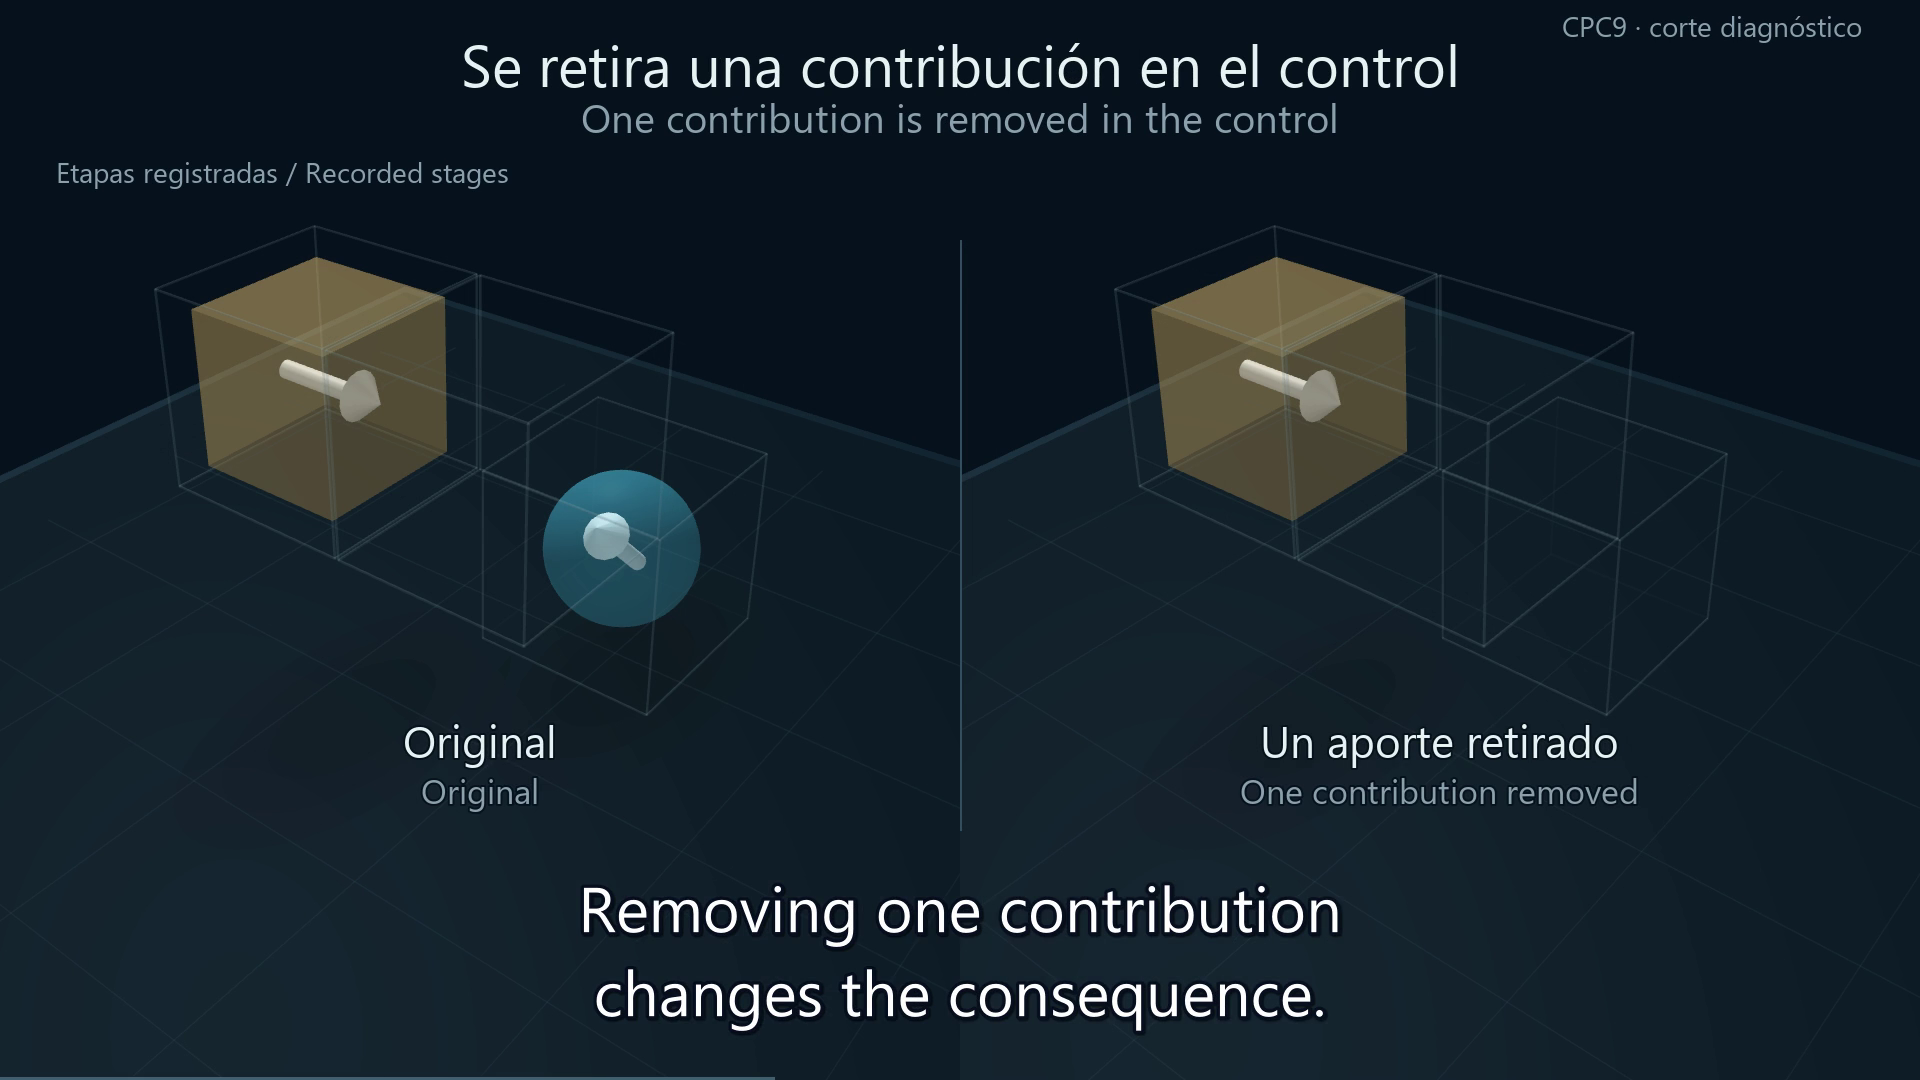 CPC9 · corte diagnóstico
Se retira una contribución en el control
One contribution is removed in the control
Etapas registradas / Recorded stages
Original
Original
Un aporte retirado
One contribution removed
Removing one contribution
changes the consequence.